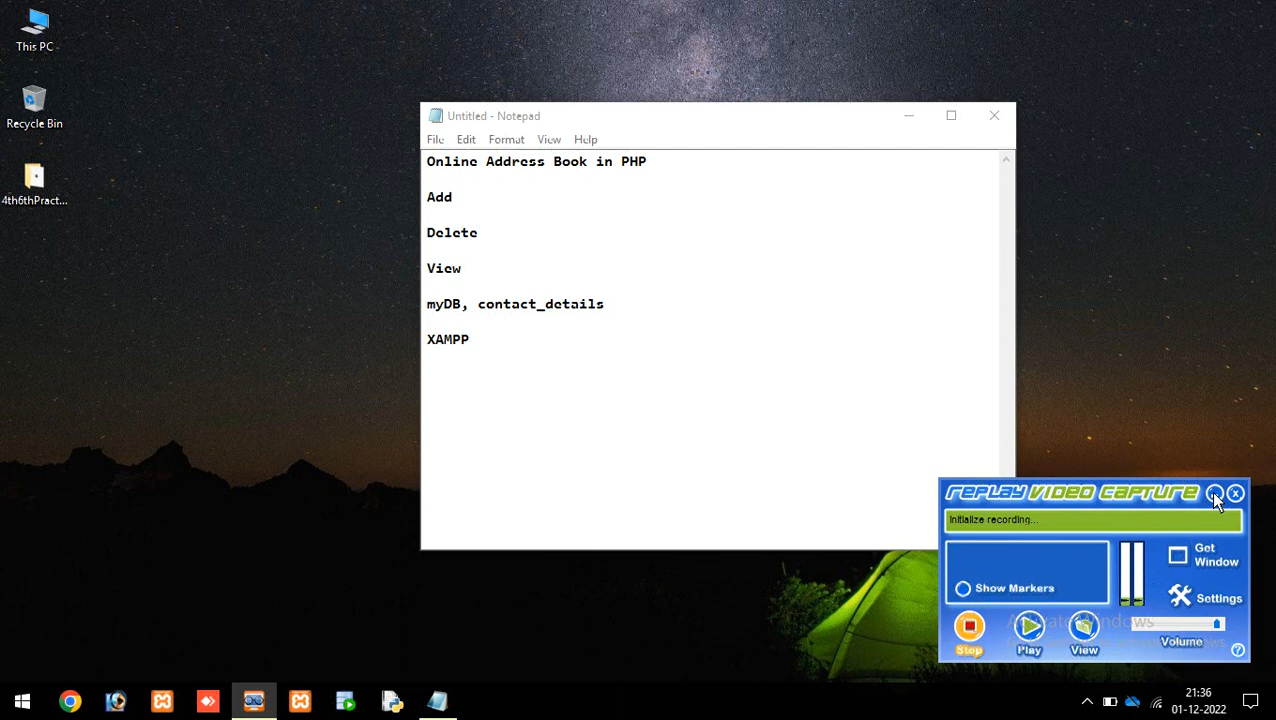 This PC
Recycle Bin
4th6thPract...
Untitled - Notepad
File Edit Format View Help
Online Address Book in PHP
Add
Delete
View
myDB, contact_details
XAMPP
REPLAY VIDEO CAPTURE
Initialize recording...
Get
Window
Show Markers
Settings
Activate Windows
Stop
Play
View
Volume
21:36
01-12-2022